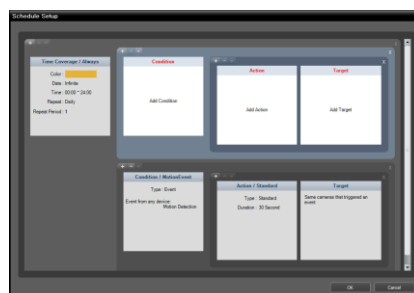 Schedule Setup
Time Coverage / Always
Color :
Date : Infinite
Time : 00:00 ~ 24:00
Repeat : Daily
Repeat Period : 1
Condition
Add Condition
Action
Add Action
Target
Add Target
Condition / MotionEvent
Type : Event
Event from any device:
Motion Detection
Action / Standard
Type : Standard
Duration : 30 Second
Target
Same cameras that triggered an
event.
OK
Cancel